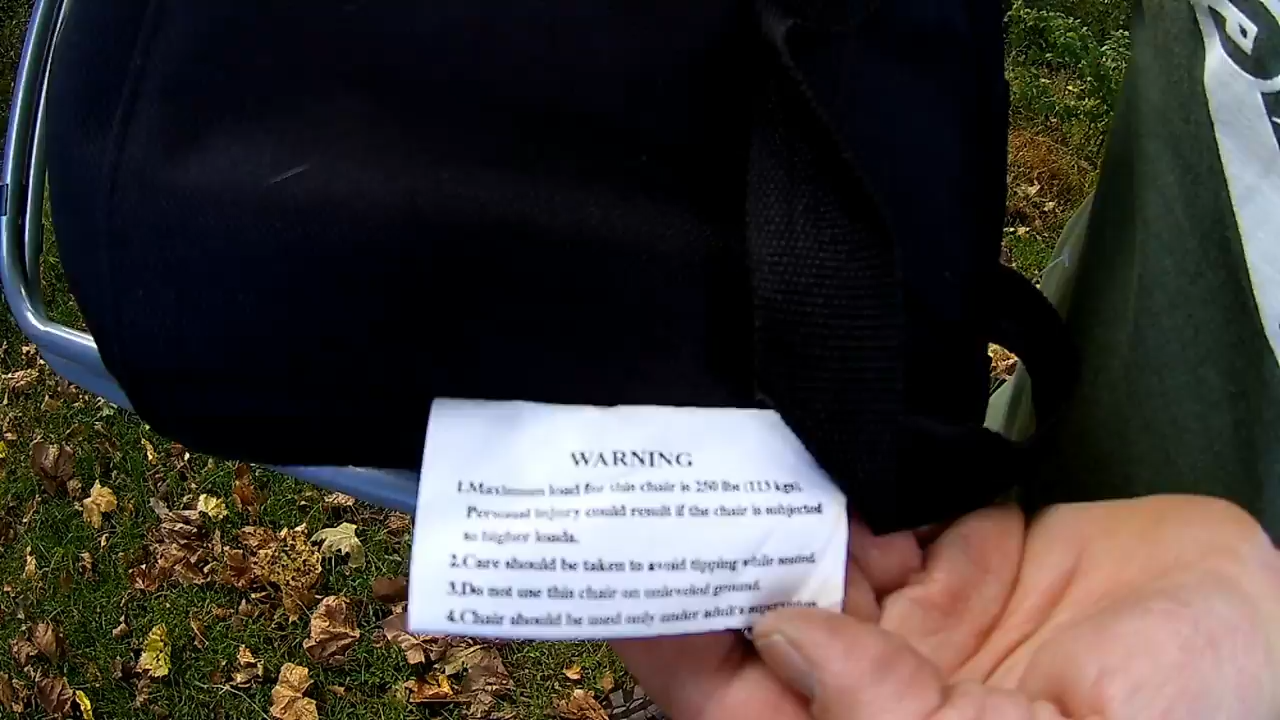 WARNING
1.Maximum load for this chair is 250 lbs (113 kgs).
Personal injury could result if the chair is subjected
to higher loads.
2.Care should be taken to avoid tipping while seated.
3.Do not use this chair on unleveled ground.
4.Chair should be used only under adult's supervision.